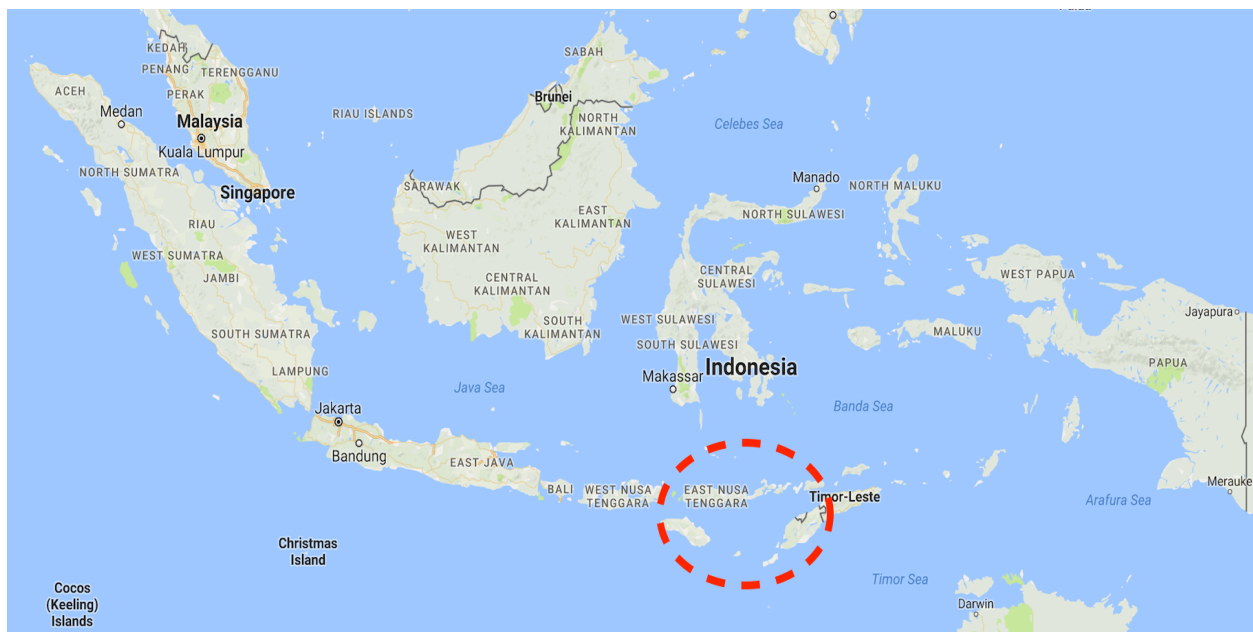 KEDAH
PENANG
TERENGGANU
ACEH
PERAK
Medan
Malaysia
Kuala Lumpur
NORTH SUMATRA
Singapore
RIAU ISLANDS
RIAU
WEST SUMATRA
JAMBI
SOUTH SUMATRA
LAMPUNG
SABAH
Brunei
NORTH
KALIMANTAN
SARAWAK
EAST
KALIMANTAN
WEST
KALIMANTAN
CENTRAL
KALIMANTAN
SOUTH
KALIMANTAN
Celebes Sea
Manado
NORTH MALUKU
NORTH SULAWESI
CENTRAL
SULAWESI
WEST SULAWESI
SOUTH SULAWESI
Makassar
Indonesia
WEST PAPUA
Jayapura
MALUKU
PAPUA
Java Sea
Banda Sea
Jakarta
Bandung
EAST JAVA
BALI
WEST NUSA
TENGGARA
EAST NUSA
TENGGARA
Timor-Leste
Merauke
Arafura Sea
Christmas
Island
Cocos
(Keeling)
Islands
Timor Sea
Darwin